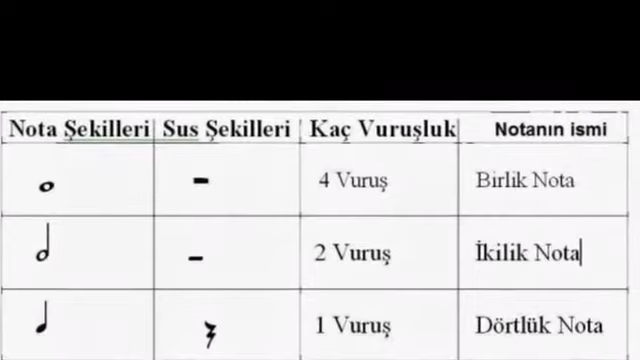 Nota Şekilleri Sus Şekilleri Kaç Vuruşluk Notanın ismi
4 Vuruş Birlik Nota
2 Vuruş İkilik Nota
1 Vuruş Dörtlük Nota